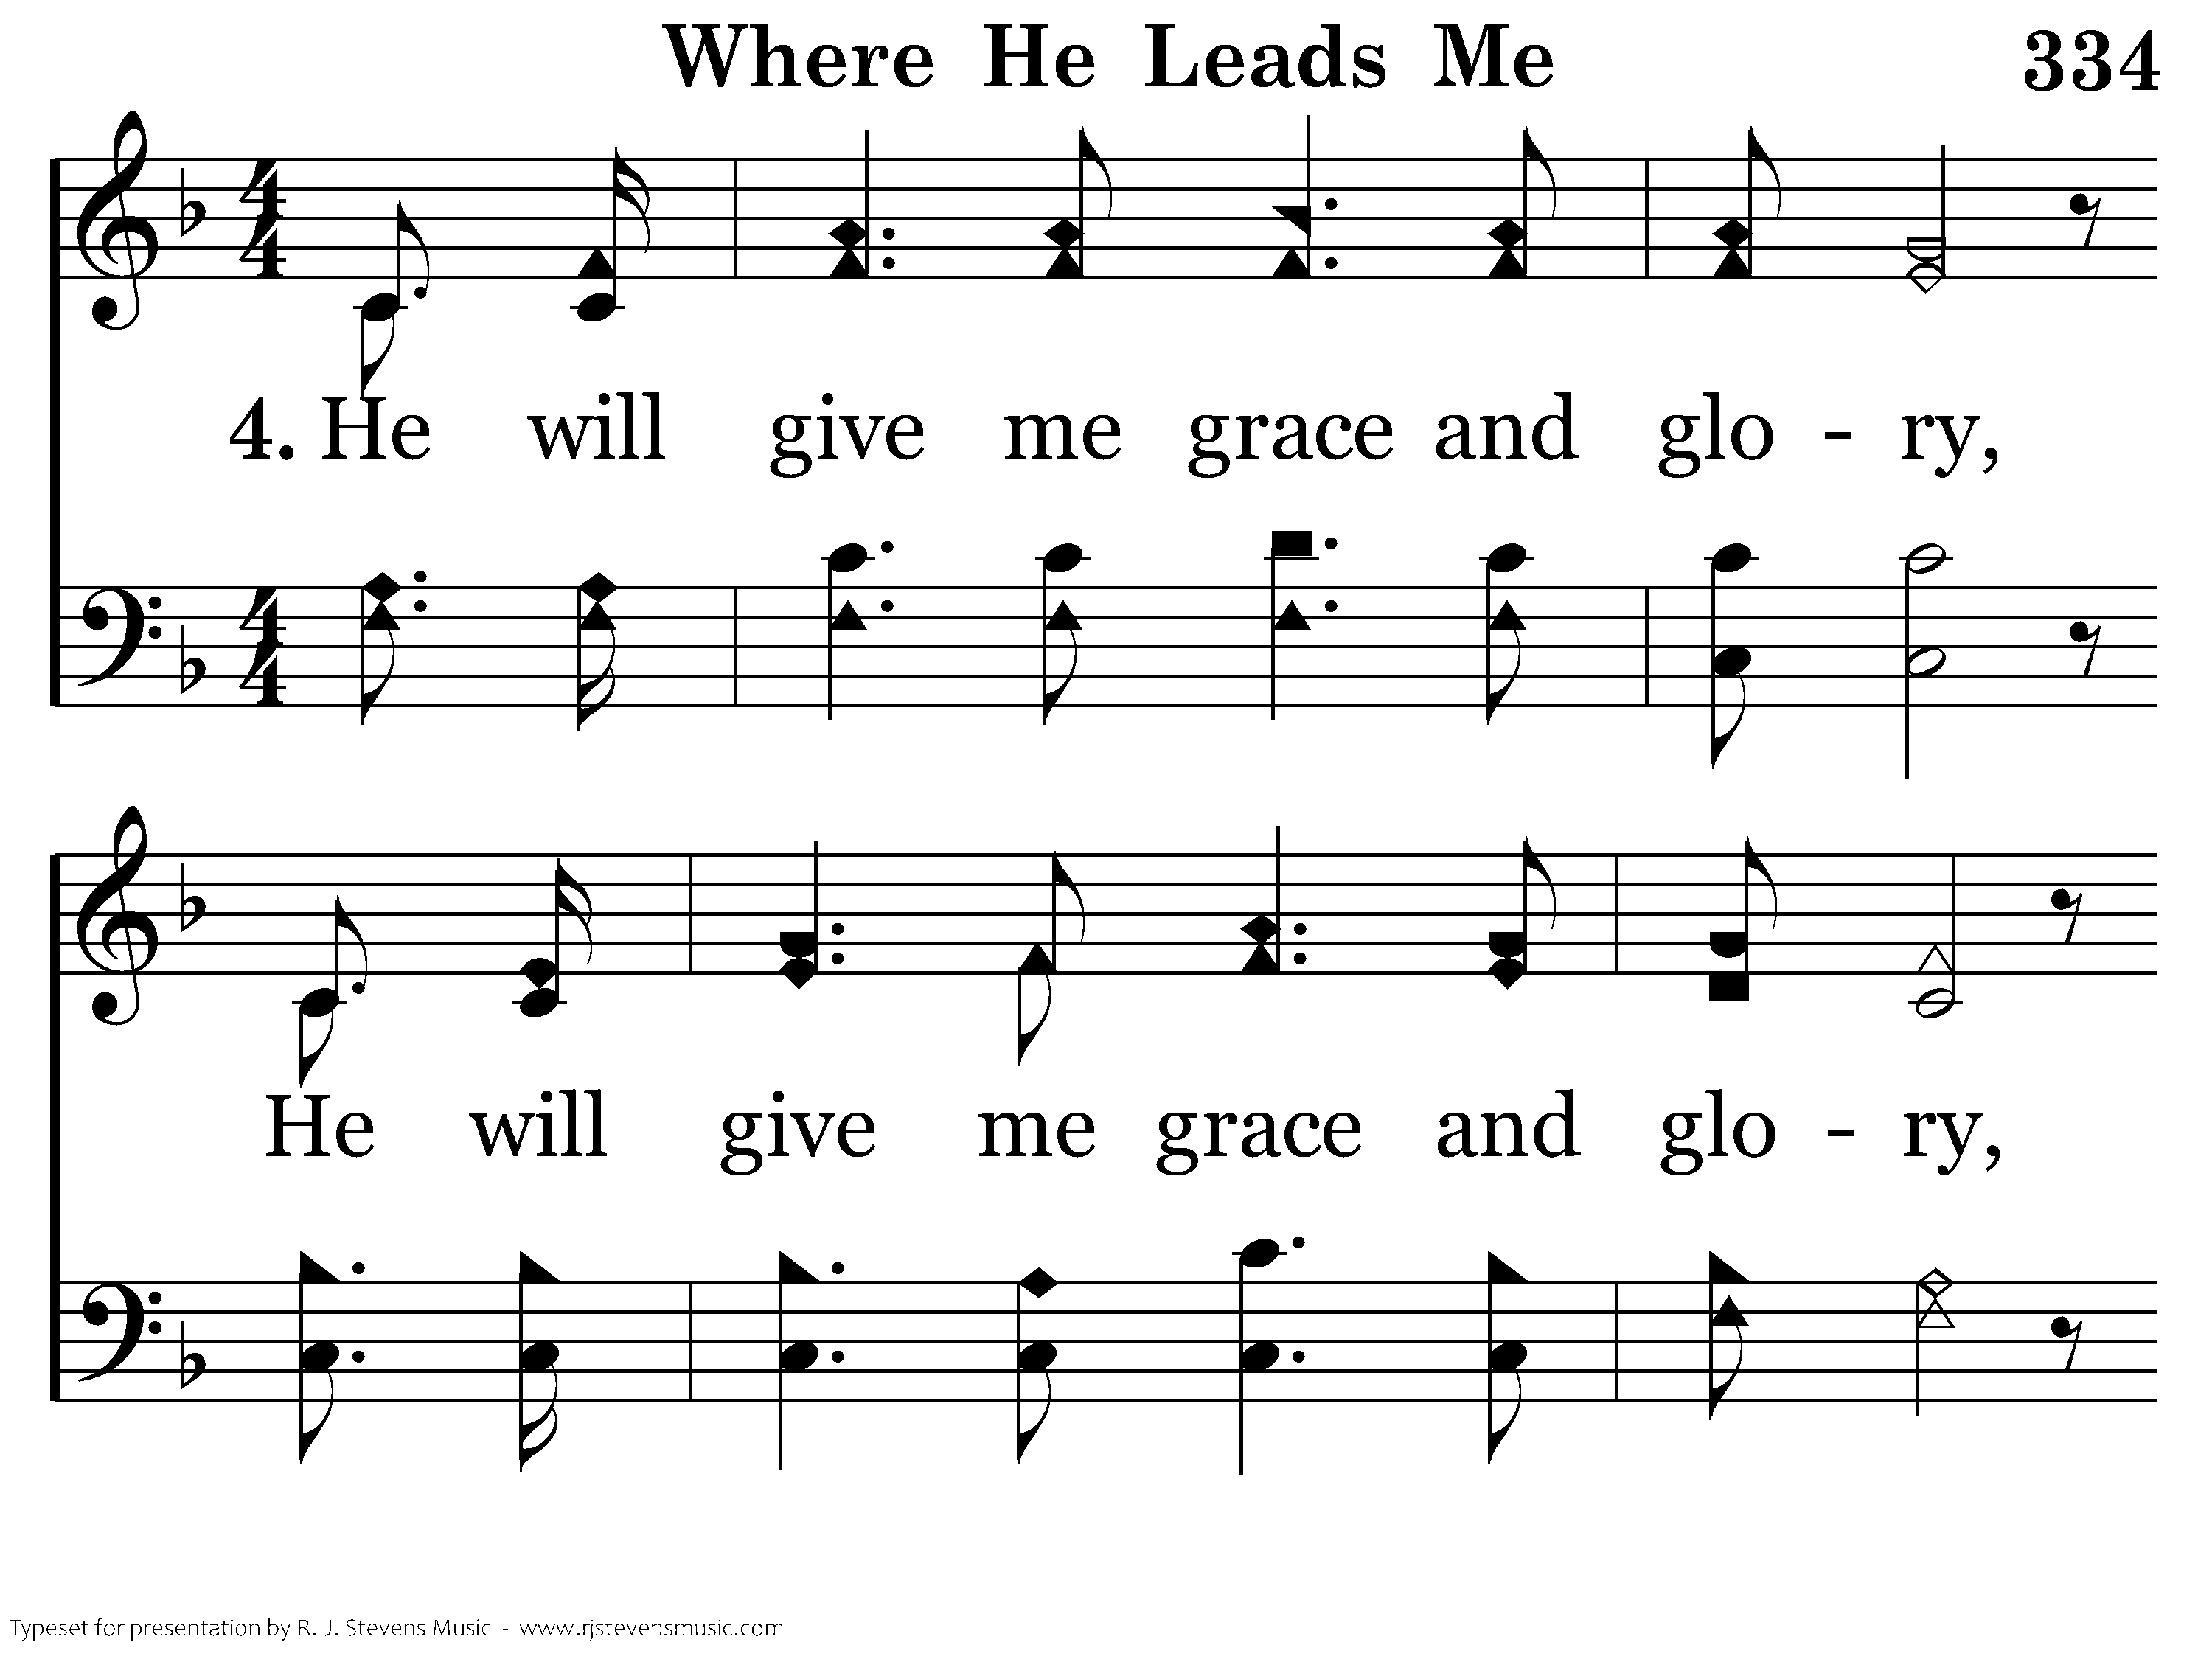 Where He Leads Me 334
4. He will give me grace and glo - ry,
He will give me grace and glo - ry,
Typeset for presentation by R. J. Stevens Music - www.rjstevensmusic.com